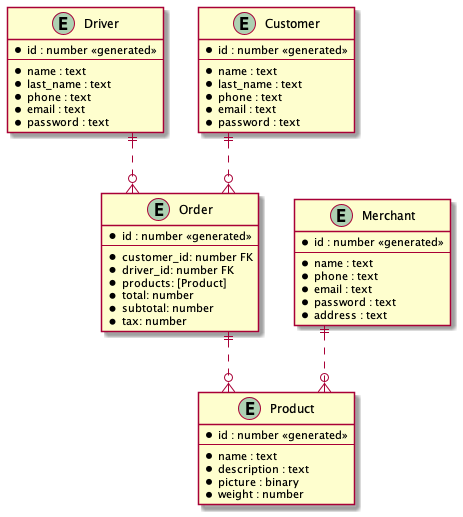 E Driver
id : number «generated»
name : text
last_name : text
phone : text
email : text
password : text
E Customer
id : number «generated»
name : text
last_name : text
phone : text
email : text
password : text
E Order
id : number «generated»
customer_id: number FK
driver_id: number FK
products: [Product]
total: number
subtotal: number
tax: number
E Merchant
id : number «generated»
name : text
phone : text
email : text
password : text
address : text
E Product
id : number «generated»
name : text
description : text
picture : binary
weight : number